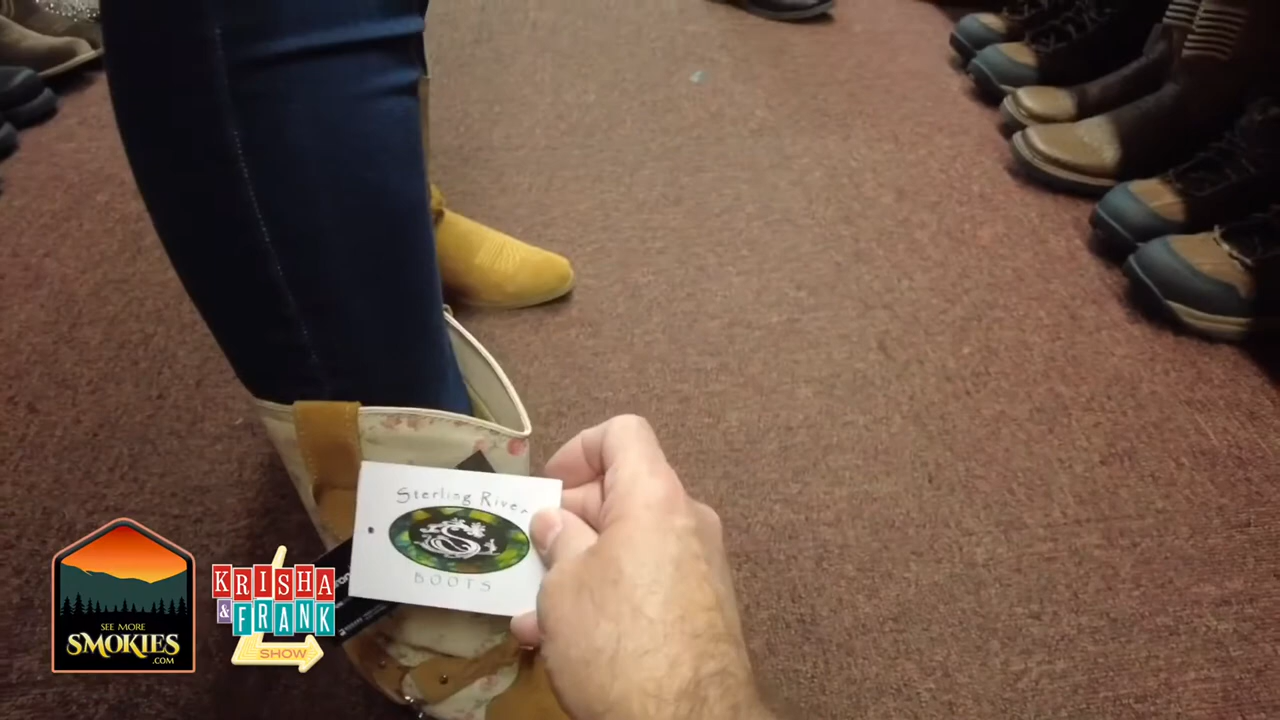 Sterling River
BOOTS
SEE MORE
SMOKIES
.COM
KRISHA
& FRANK
SHOW